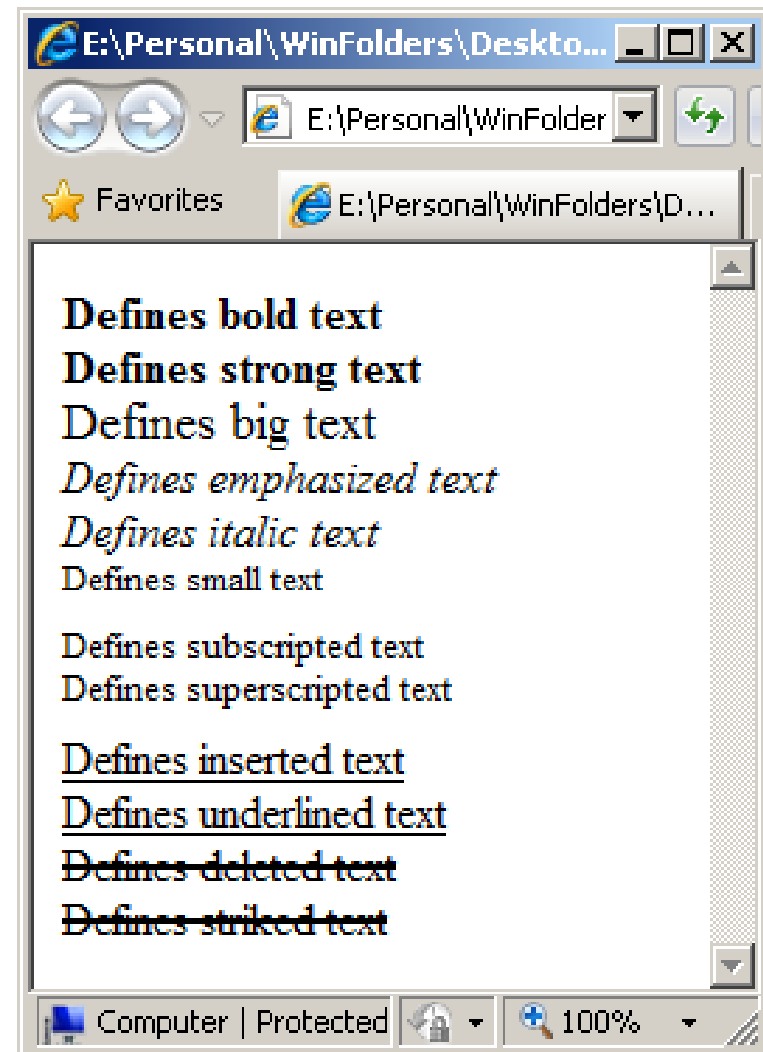 E:\Personal\WinFolders\Deskto...
E:\Personal\WinFolder
Favorites
E:\Personal\WinFolders\D...
Defines bold text
Defines strong text
Defines big text
Defines emphasized text
Defines italic text
Defines small text
Defines subscripted text
Defines superscripted text
Defines inserted text
Defines underlined text
Defines deleted text
Defines striked text
Computer | Protected
100%